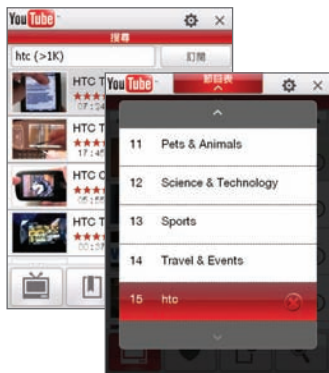 YouTube
搜尋
htc (>1K)
訂閱
HTC T
07:24
HTC T
17:45
HTC C
05:55
HTC T
00:37
YouTube
節目表
11 Pets & Animals
12 Science & Technology
13 Sports
14 Travel & Events
15 htc